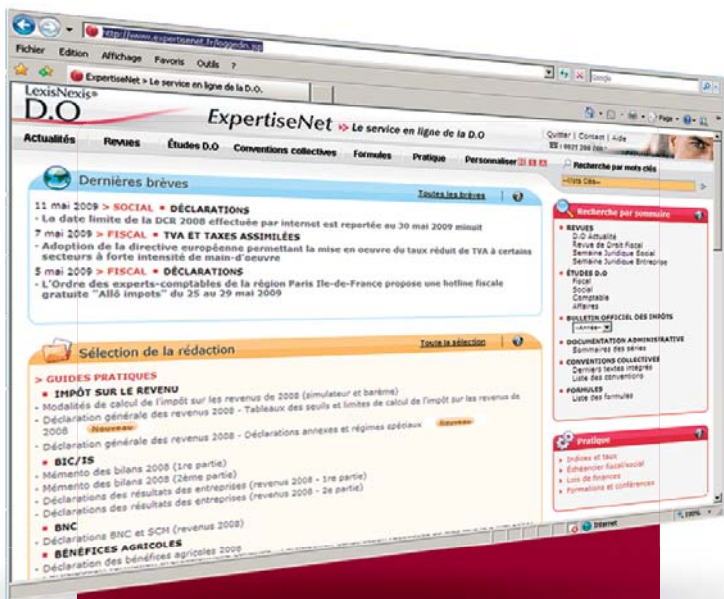 http://www.expertisenet.fr/loggedin.jsp
Google
Fichier Edition Affichage Favoris Outils ?
ExpertiseNet > Le service en ligne de la D.O.
Page
LexisNexis®
D.O
ExpertiseNet >> Le service en ligne de la D.O
Quitter | Contact | Aide
Actualités Revues Études D.O Conventions collectives Formules Pratique Personnaliser
Recherche par mots clés
--Mots Clés--
Dernières brèves
Toutes les brèves
11 mai 2009 > SOCIAL • DÉCLARATIONS
- La date limite de la DCR 2008 effectuée par internet est reportée au 30 mai 2009 minuit
7 mai 2009 > FISCAL • TVA ET TAXES ASSIMILÉES
- Adoption de la directive européenne permettant la mise en oeuvre du taux réduit de TVA à certains
secteurs à forte intensité de main-d'oeuvre
5 mai 2009 > FISCAL • DÉCLARATIONS
- L'Ordre des experts-comptables de la région Paris Ile-de-France propose une hotline fiscale
gratuite "Allô impots" du 25 au 29 mai 2009
Sélection de la rédaction
Toute la sélection
> GUIDES PRATIQUES
• IMPÔT SUR LE REVENU
- Modalités de calcul de l'impôt sur les revenus de 2008 (simulateur et barème)
- Déclaration générale des revenus 2008 - Tableaux des seuils et limites de calcul de l'impôt sur les revenus de
2008 Nouveau
- Déclaration générale des revenus 2008 - Déclarations annexes et régimes spéciaux Nouveau
• BIC/IS
- Mémento des bilans 2008 (1re partie)
- Mémento des bilans 2008 (2ème partie)
- Déclarations des résultats des entreprises (revenus 2008 - 1re partie)
- Déclarations des résultats des entreprises (revenus 2008 - 2e partie)
• BNC
- Déclarations BNC et SCM (revenus 2008)
• BÉNÉFICES AGRICOLES
- Déclaration des bénéfices agricoles 2008
Recherche par sommaire
• REVUES
D.O Actualité
Revue de Droit Fiscal
Semaine Juridique Social
Semaine Juridique Entreprise
• ÉTUDES D.O
Fiscal
Social
Comptable
Affaires
• BULLETIN OFFICIEL DES IMPÔTS
--Année--
• DOCUMENTATION ADMINISTRATIVE
Sommaires des séries
• CONVENTIONS COLLECTIVES
Derniers textes intégrés
Liste des conventions
• FORMULES
Liste des formules
Pratique
Indices et taux
Échéancier fiscal/social
Lois de finances
Formations et conférences
Internet
100%